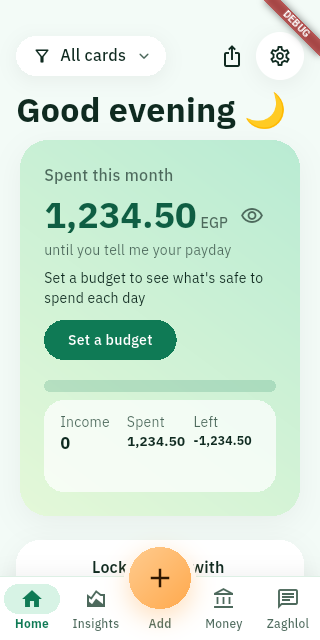 DEBUG
All cards
Good evening 🌙
Spent this month
1,234.50 EGP
until you tell me your payday
Set a budget to see what's safe to
spend each day
Set a budget
Income Spent Left
0 1,234.50 -1,234.50
Lock with
Home Insights Add Money Zaghlol